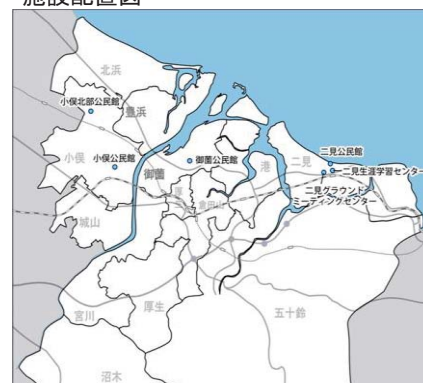 施設配置図
北浜
小俣北部公民館
豊浜
二見公民館
小俣
小俣公民館
御薗公民館
港
二見
二見生涯学習センター
御薗
二見グラウンド
ミーティングセンター
倉田山
城山
厚生
五十鈴
宮川
沼木